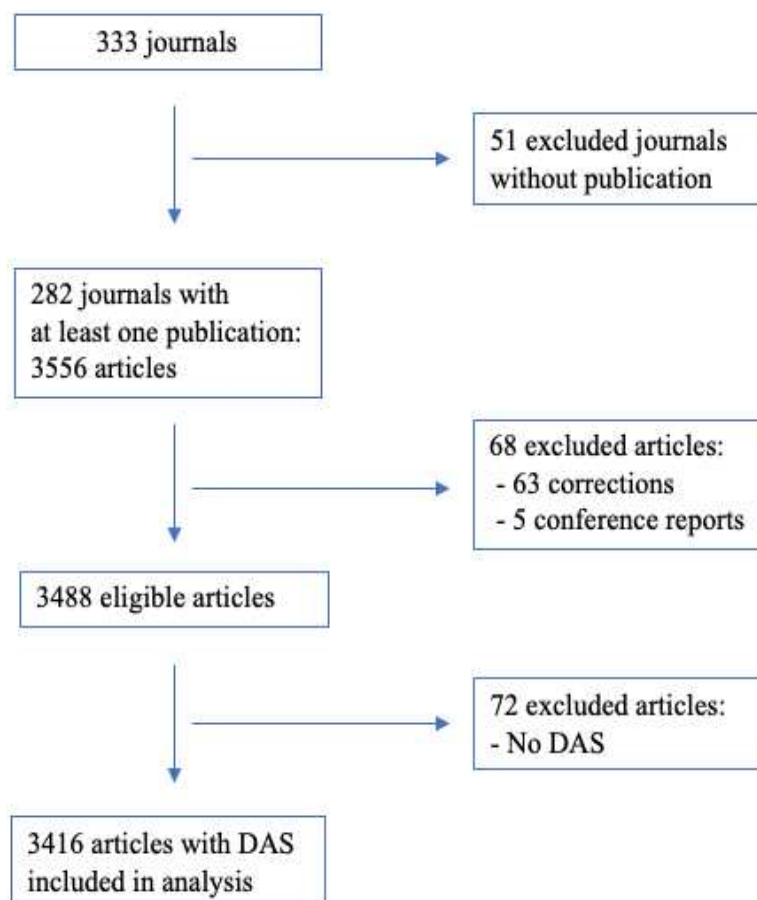 333 journals
51 excluded journals
without publication
282 journals with
at least one publication:
3556 articles
68 excluded articles:
- 63 corrections
- 5 conference reports
3488 eligible articles
72 excluded articles:
- No DAS
3416 articles with DAS
included in analysis